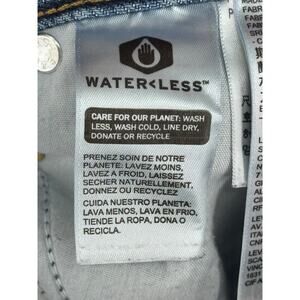 WATER<LESS™
CARE FOR OUR PLANET: WASH
LESS, WASH COLD, LINE DRY,
DONATE OR RECYCLE
PRENEZ SOIN DE NOTRE
PLANETE: LAVEZ MOINS,
LAVEZ A FROID, LAISSEZ
SECHER NATURELLEMENT,
DONNEZ OU RECYCLEZ
CUIDA NUESTRO PLANETA:
LAVA MENOS, LAVA EN FRIO,
TIENDE LA ROPA, DONA O
RECICLA.